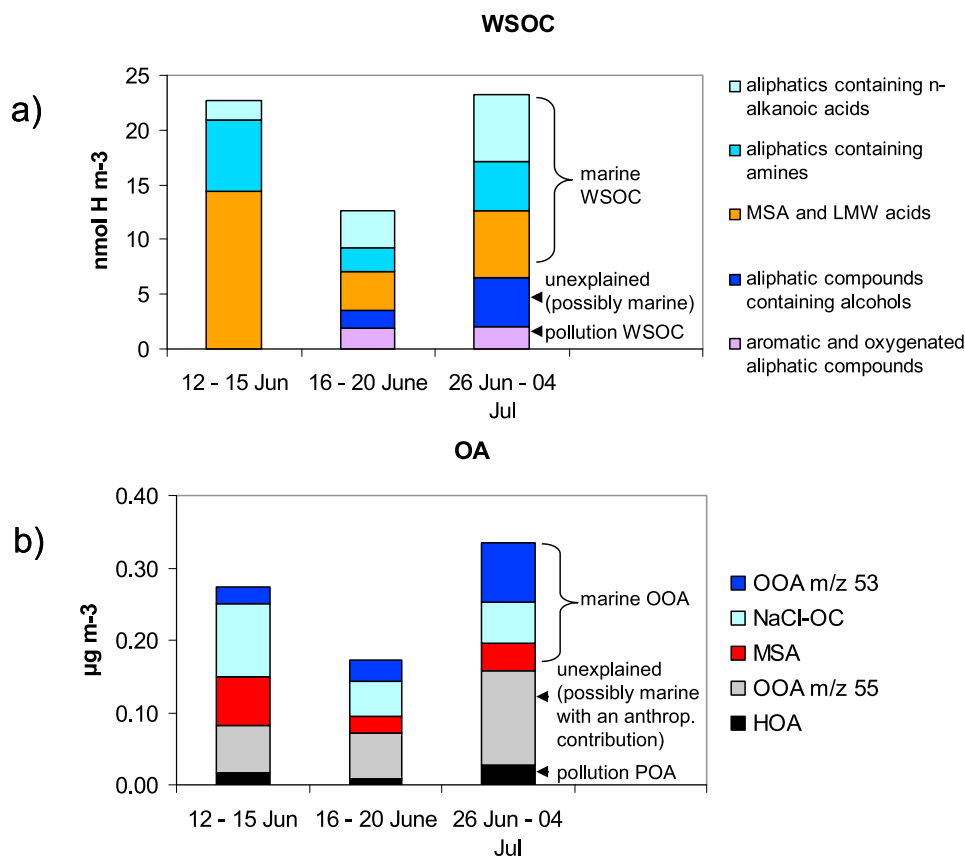 WSOC
a)
nmol H m-3
25
20
15
10
5
0
12 - 15 Jun
16 - 20 June
26 Jun - 04
Jul
marine
WSOC
unexplained
(possibly marine)
pollution WSOC
aliphatics containing n-
alkanoic acids
aliphatics containing
amines
MSA and LMW acids
aliphatic compounds
containing alcohols
aromatic and oxygenated
aliphatic compounds
OA
b)
µg m-3
0.40
0.30
0.20
0.10
0.00
12 - 15 Jun
16 - 20 June
26 Jun - 04
Jul
marine OOA
unexplained
(possibly marine
with an anthrop.
contribution)
pollution POA
OOA m/z 53
NaCl-OC
MSA
OOA m/z 55
HOA